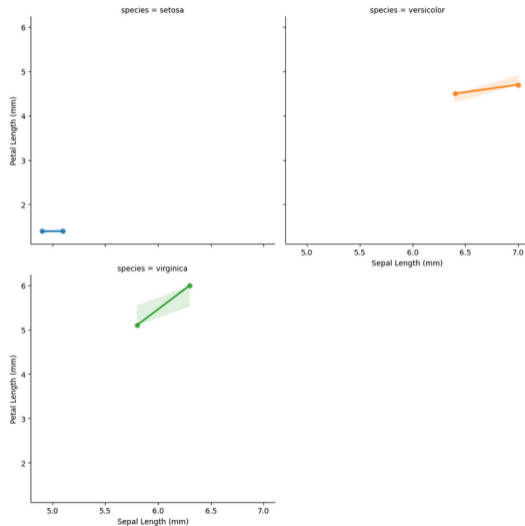 species = setosa
species = versicolor
6
5
4
3
2
Petal Length (mm)
5.0
5.5
6.0
6.5
7.0
Sepal Length (mm)
species = virginica
6
5
4
3
2
Petal Length (mm)
5.0
5.5
6.0
6.5
7.0
Sepal Length (mm)